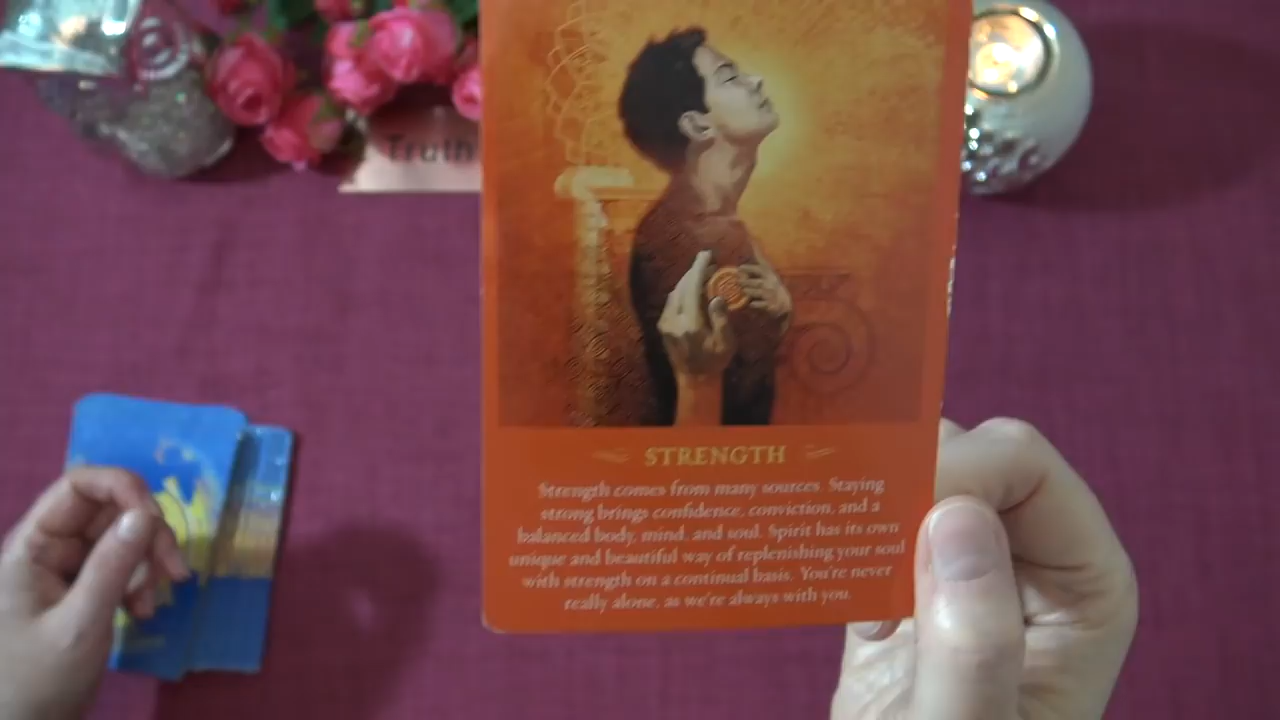 Truth
STRENGTH
Strength comes from many sources. Staying
strong brings confidence, conviction, and a
balanced body, mind, and soul. Spirit has its own
unique and beautiful way of replenishing your soul
with strength on a continual basis. You're never
really alone, as we're always with you.